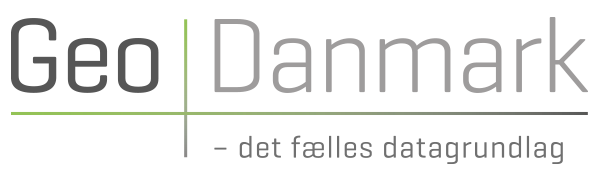 Geo Danmark
– det fælles datagrundlag